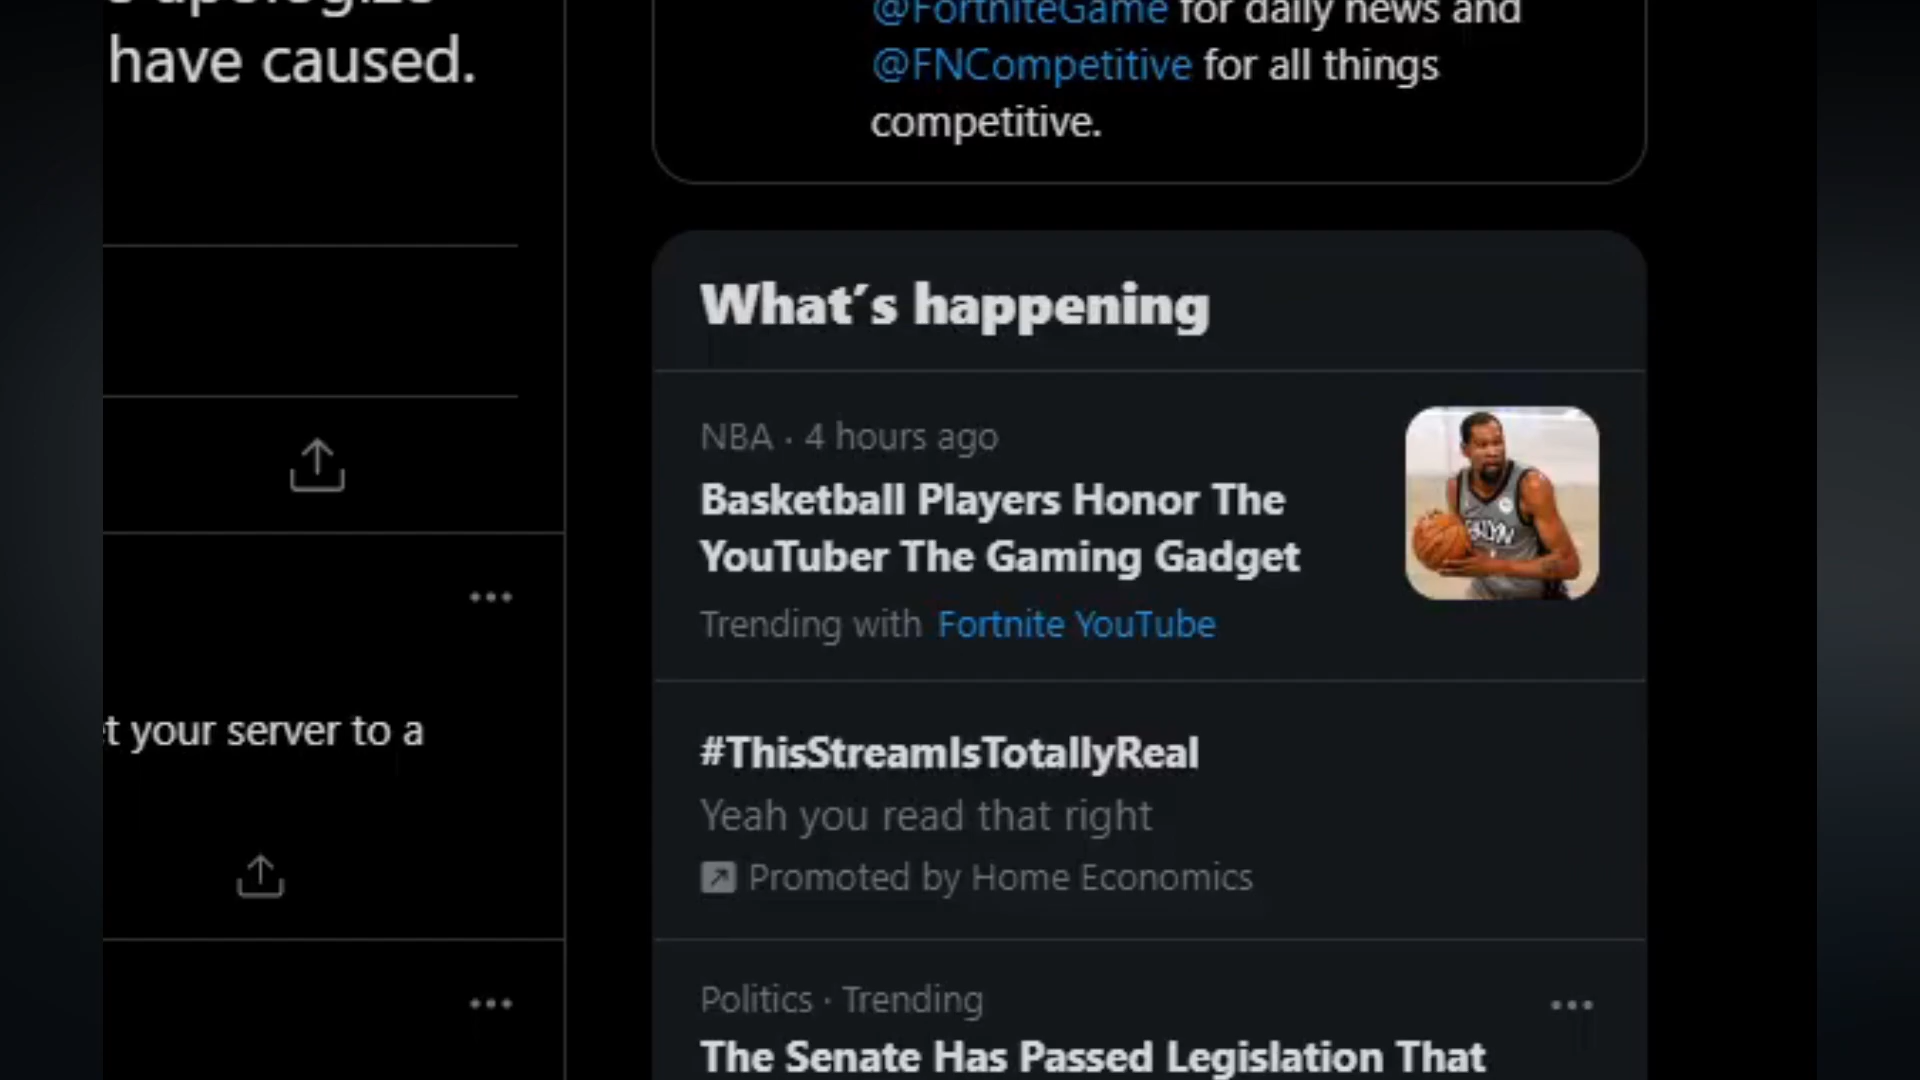 have caused.
@FortniteGame for daily news and
@FNCompetitive for all things
competitive.
What's happening
NBA · 4 hours ago
Basketball Players Honor The
YouTuber The Gaming Gadget
Trending with Fortnite YouTube
#ThisStreamIsTotallyReal
Yeah you read that right
Promoted by Home Economics
your server to a
Politics · Trending
The Senate Has Passed Legislation That